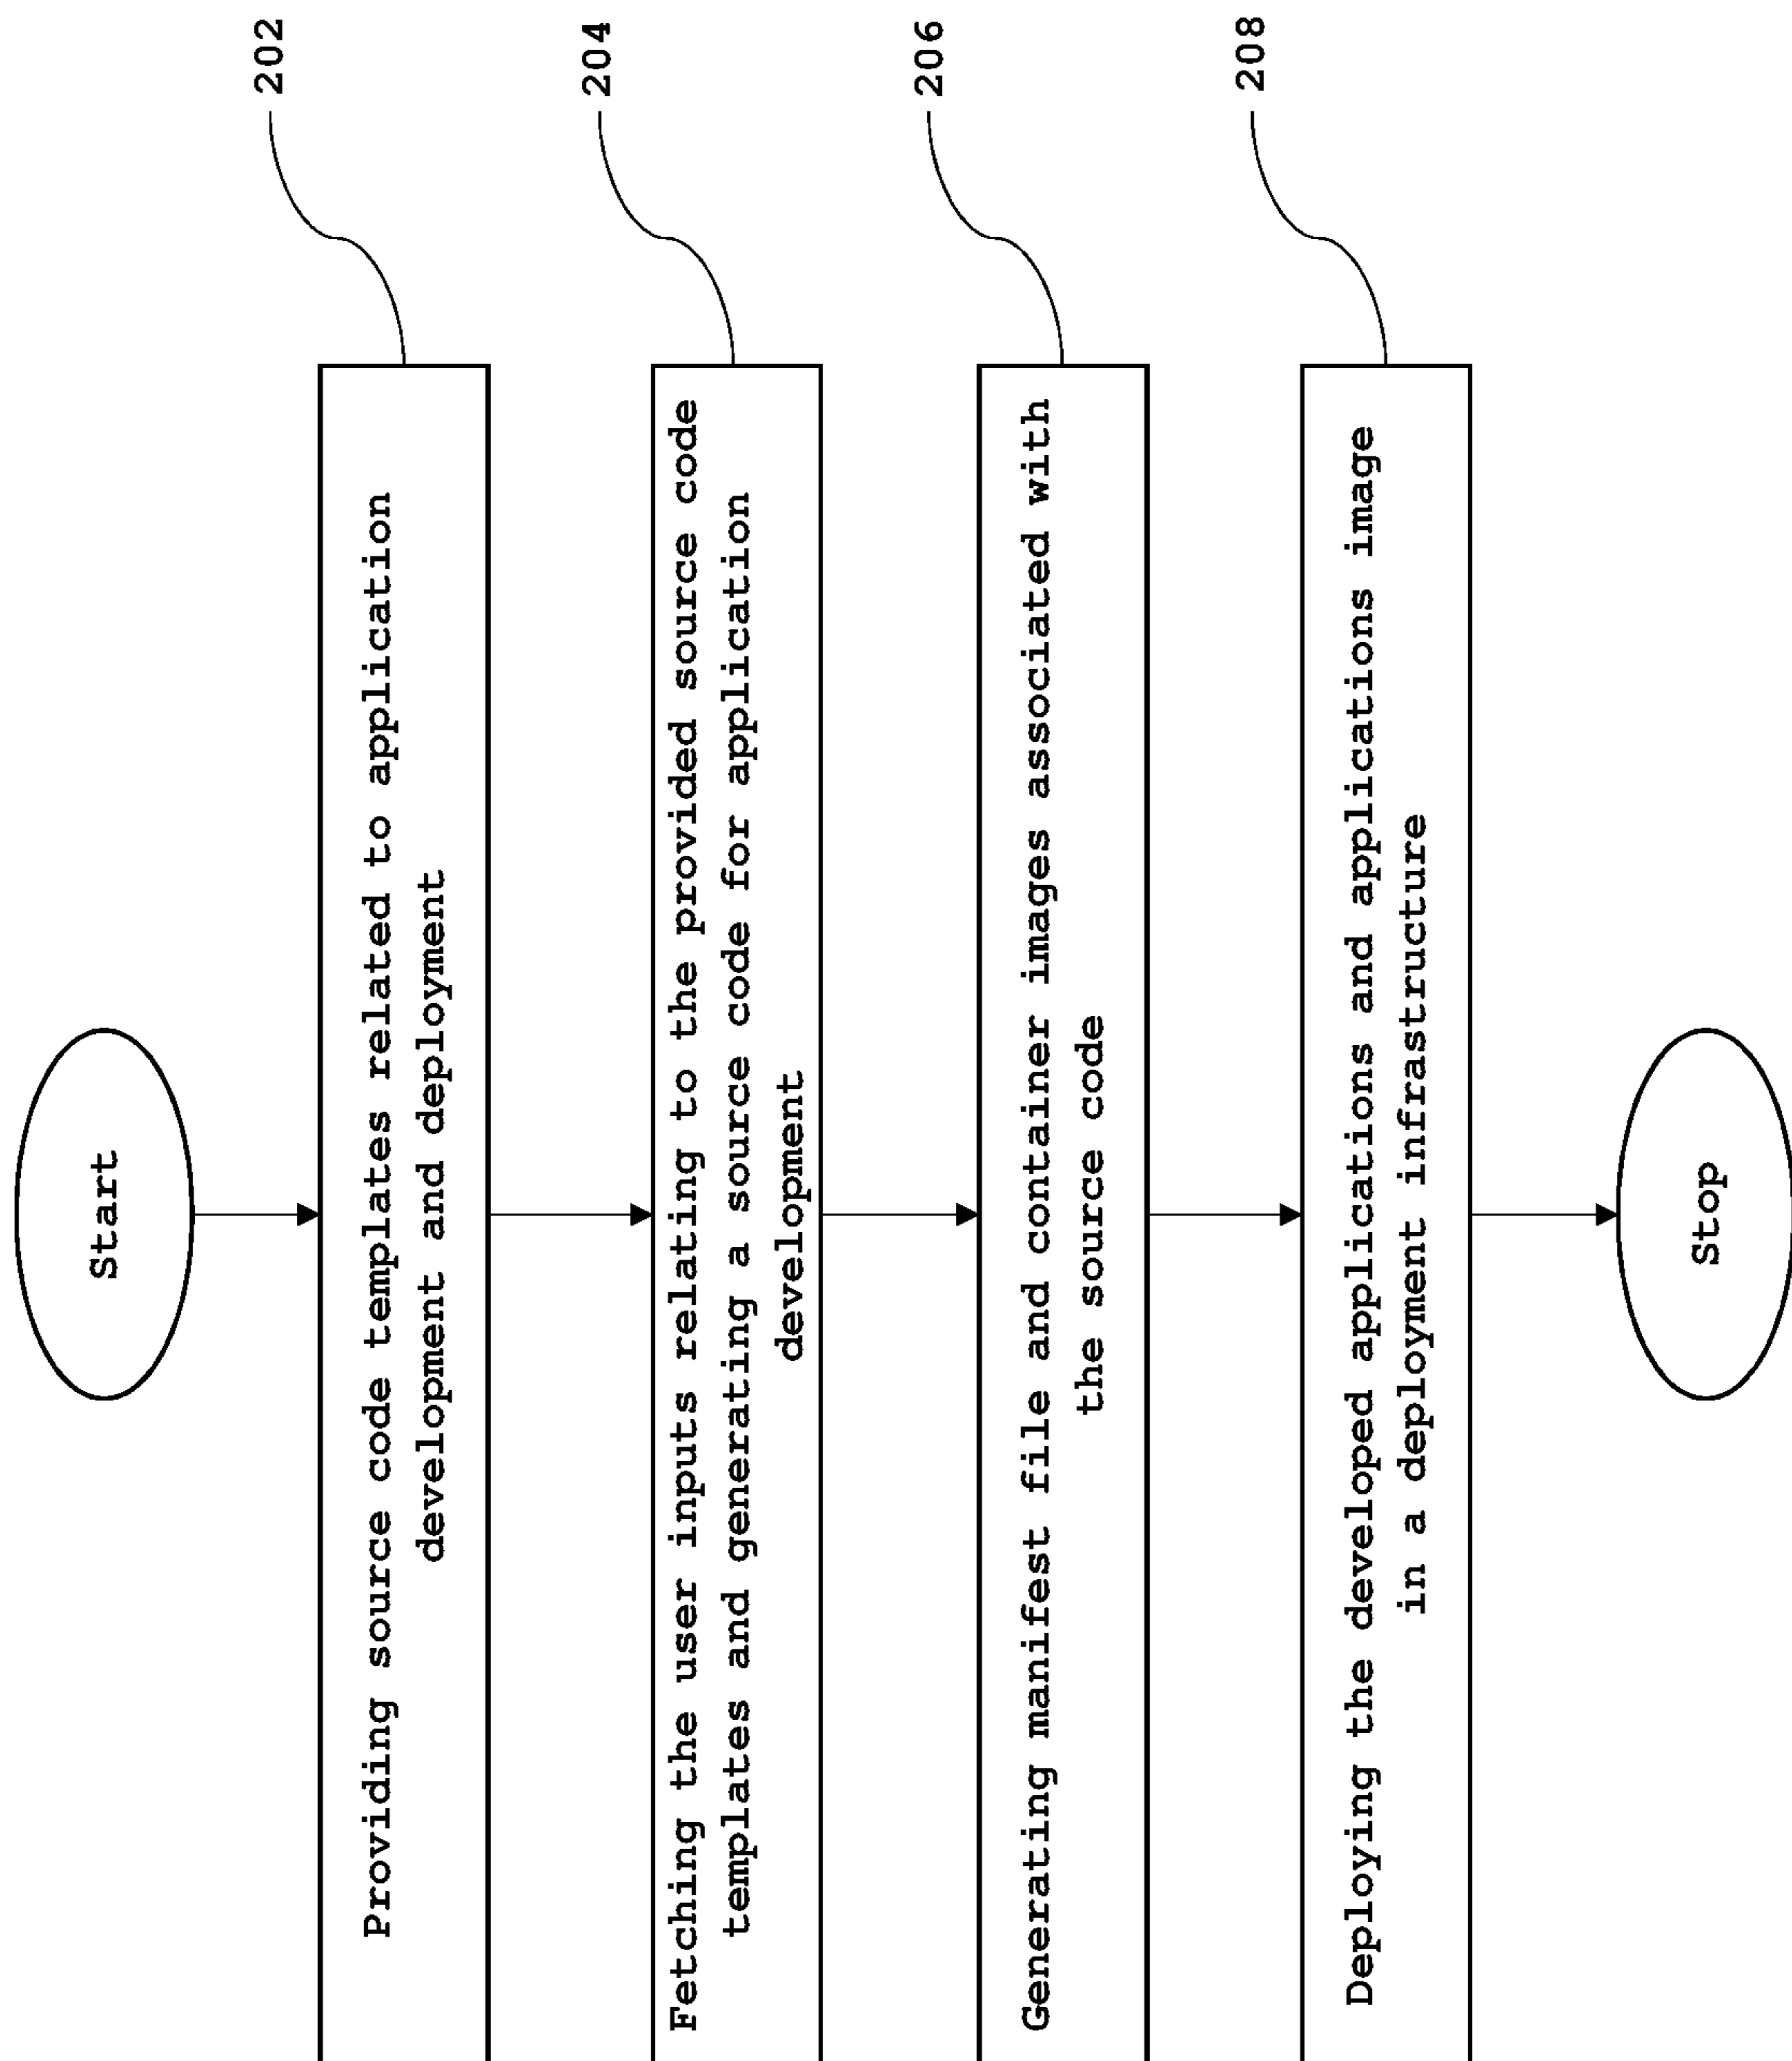 Start
202
Providing source code templates related to application
development and deployment
204
Fetching the user inputs relating to the provided source code
templates and generating a source code for application
development
206
Generating manifest file and container images associated with
the source code
208
Deploying the developed applications and applications image
in a deployment infrastructure
Stop